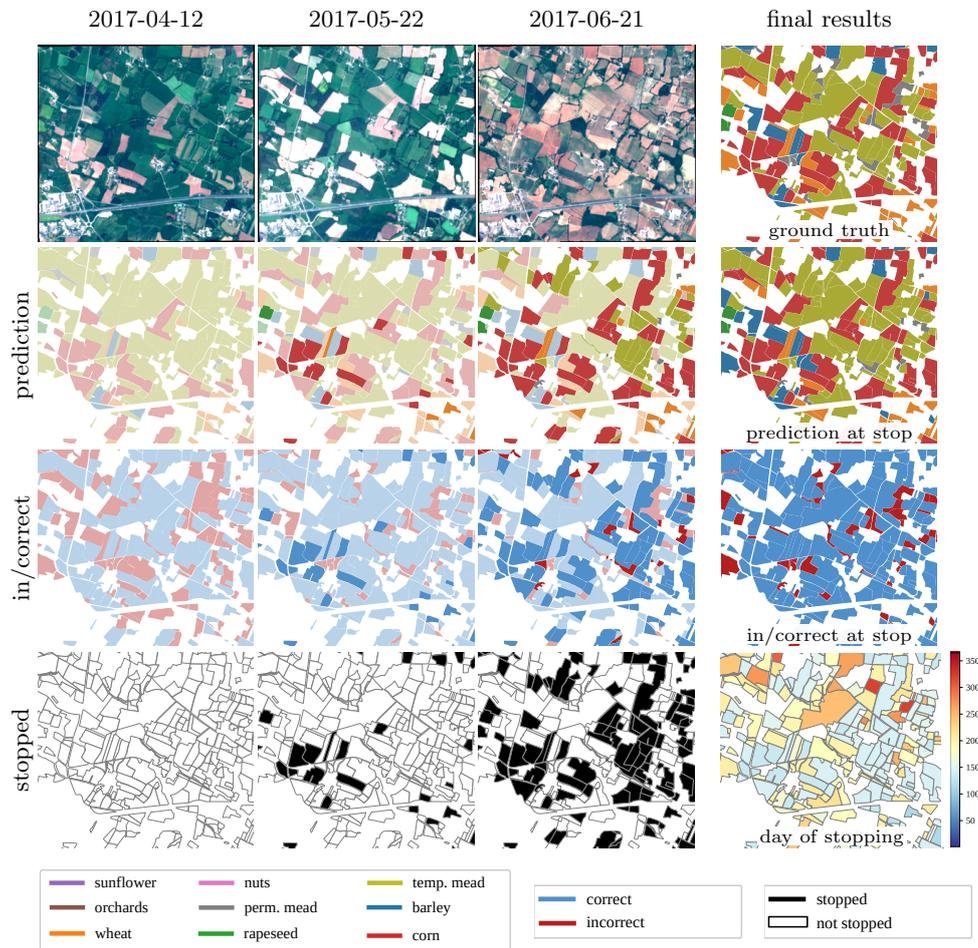 2017-04-12 2017-05-22 2017-06-21 final results
ground truth
prediction
prediction at stop
in/correct
in/correct at stop
stopped
350
300
250
200
150
100
50
day of stopping
sunflower nuts temp. mead
orchards perm. mead barley
wheat rapeseed corn
correct
incorrect
stopped
not stopped